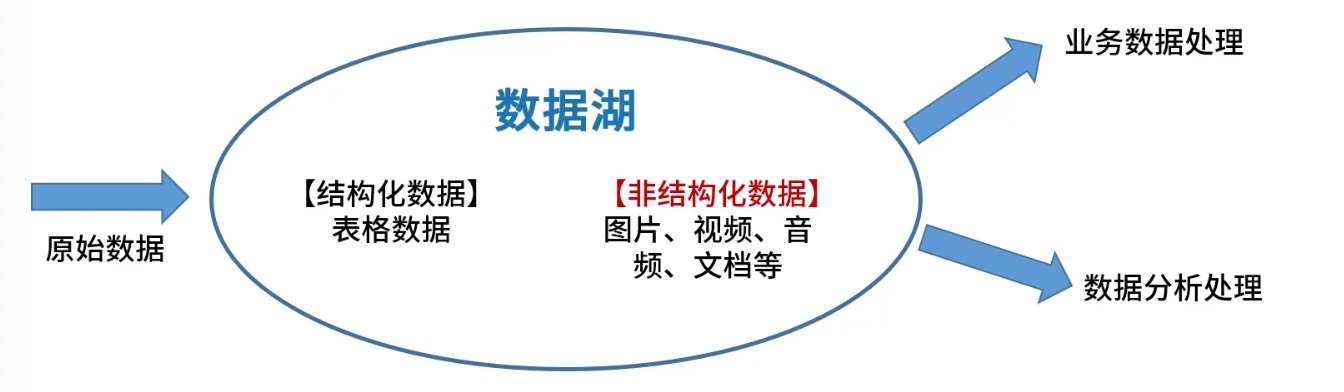 业务数据处理
数据湖
【结构化数据】
表格数据
【非结构化数据】
图片、视频、音
频、文档等
原始数据
数据分析处理